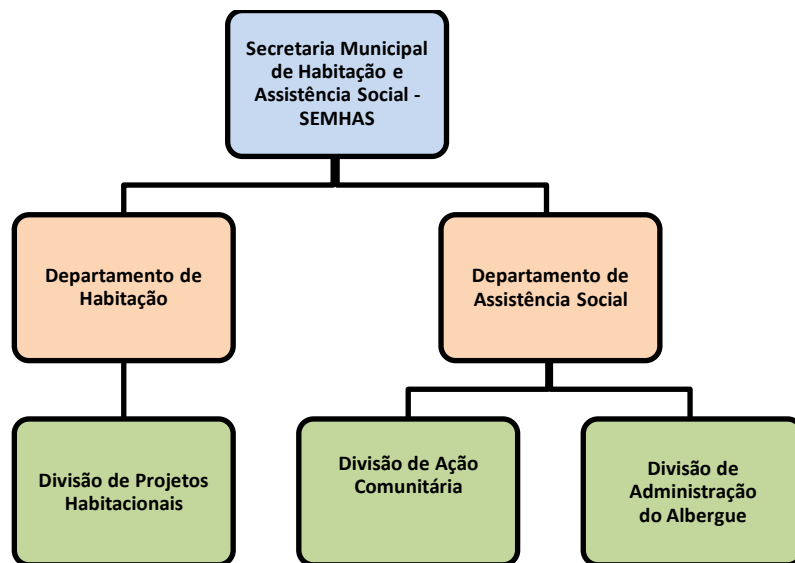 Secretaria Municipal
de Habitação e
Assistência Social -
SEMHAS
Departamento de
Habitação
Departamento de
Assistência Social
Divisão de Projetos
Habitacionais
Divisão de Ação
Comunitária
Divisão de
Administração
do Albergue